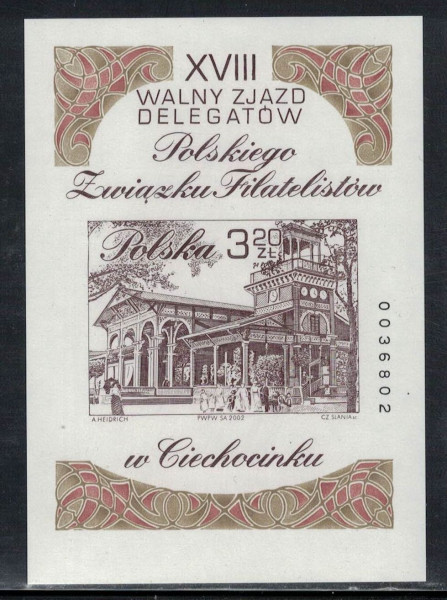 XVIII
WALNY ZJAZD
DELEGATÓW
Polskiego
Związku Filatelistów
Polska 3 20 ZŁ
A.HEIDRICH PWPW SA 2002 CZ.SŁANIA sc.
0036802
w Ciechocinku